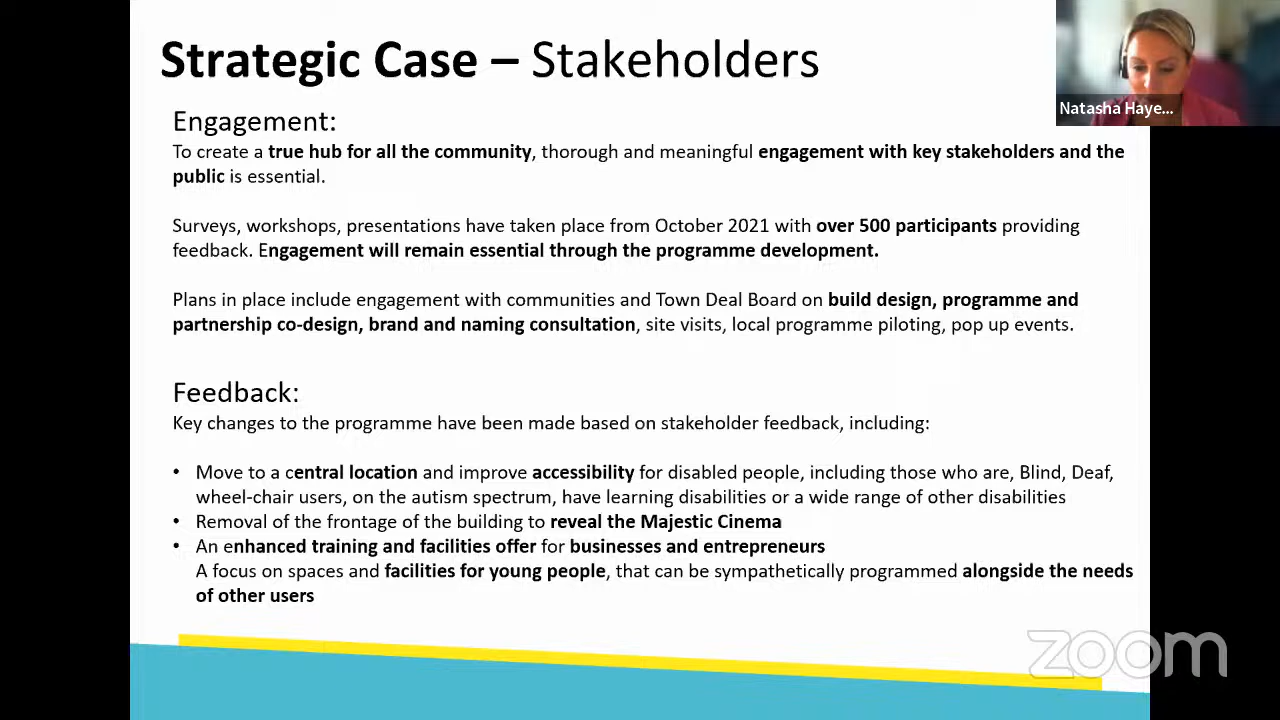 Strategic Case – Stakeholders
Natasha Haye...
Engagement:
To create a true hub for all the community, thorough and meaningful engagement with key stakeholders and the
public is essential.
Surveys, workshops, presentations have taken place from October 2021 with over 500 participants providing
feedback. Engagement will remain essential through the programme development.
Plans in place include engagement with communities and Town Deal Board on build design, programme and
partnership co-design, brand and naming consultation, site visits, local programme piloting, pop up events.
Feedback:
Key changes to the programme have been made based on stakeholder feedback, including:
• Move to a central location and improve accessibility for disabled people, including those who are, Blind, Deaf,
wheel-chair users, on the autism spectrum, have learning disabilities or a wide range of other disabilities
• Removal of the frontage of the building to reveal the Majestic Cinema
• An enhanced training and facilities offer for businesses and entrepreneurs
A focus on spaces and facilities for young people, that can be sympathetically programmed alongside the needs
of other users
zoom